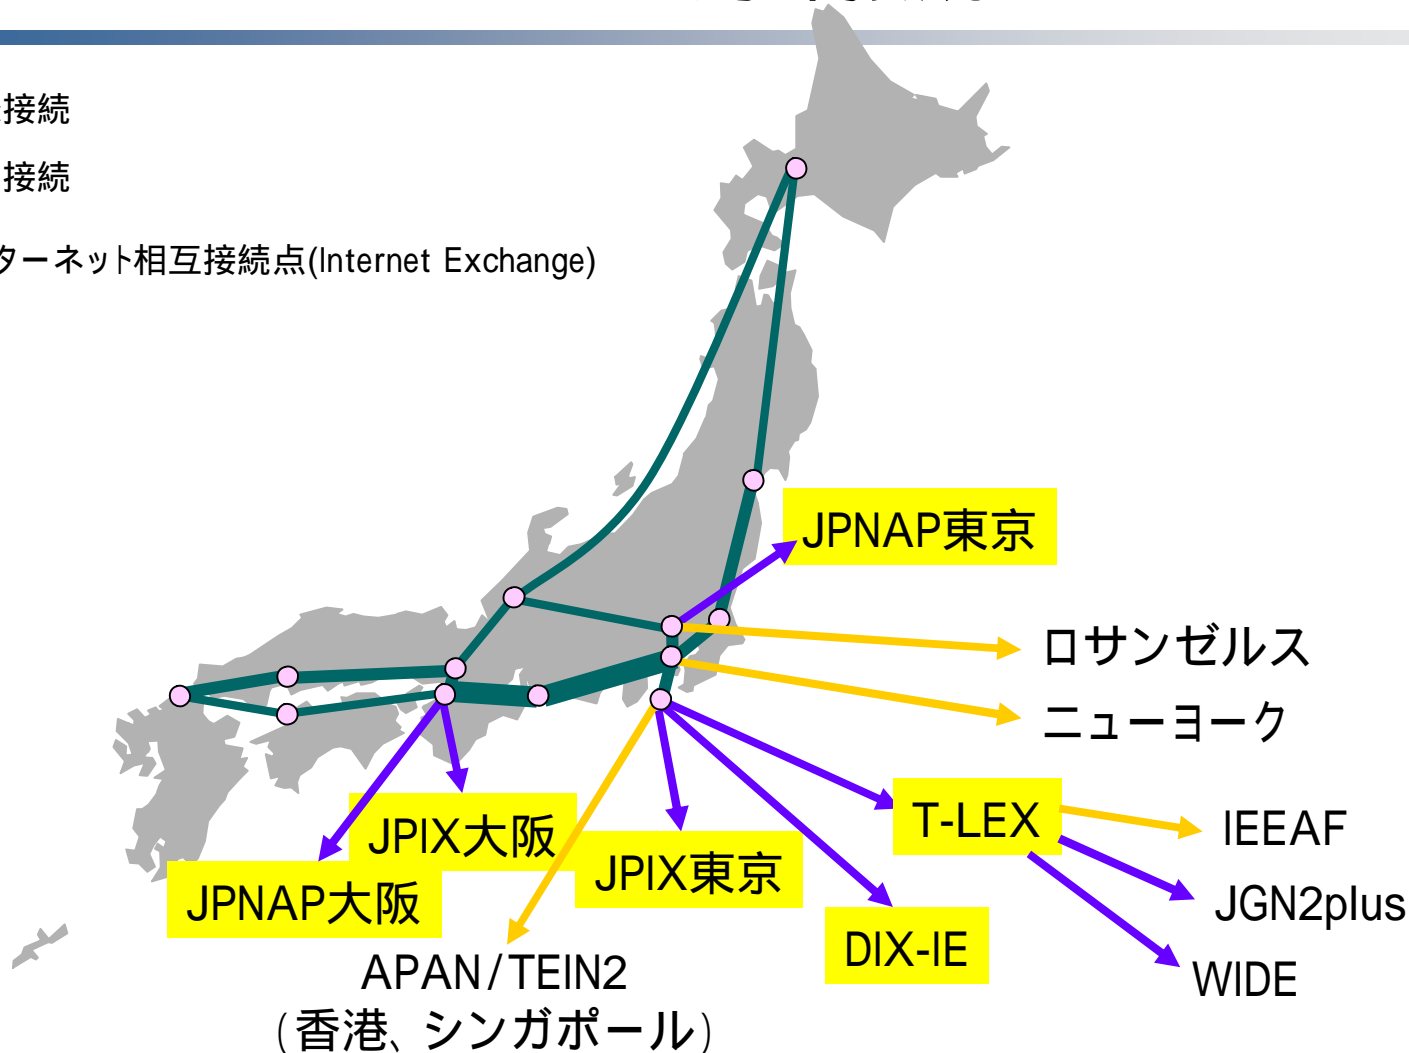 接続
接続
ターネット相互接続点(Internet Exchange)
JPNAP東京
ロサンゼルス
ニューヨーク
T-LEX
IEEAF
JPIX大阪
JPIX東京
JPNAP大阪
JGN2plus
DIX-IE
WIDE
APAN/TEIN2
(香港、シンガポール)